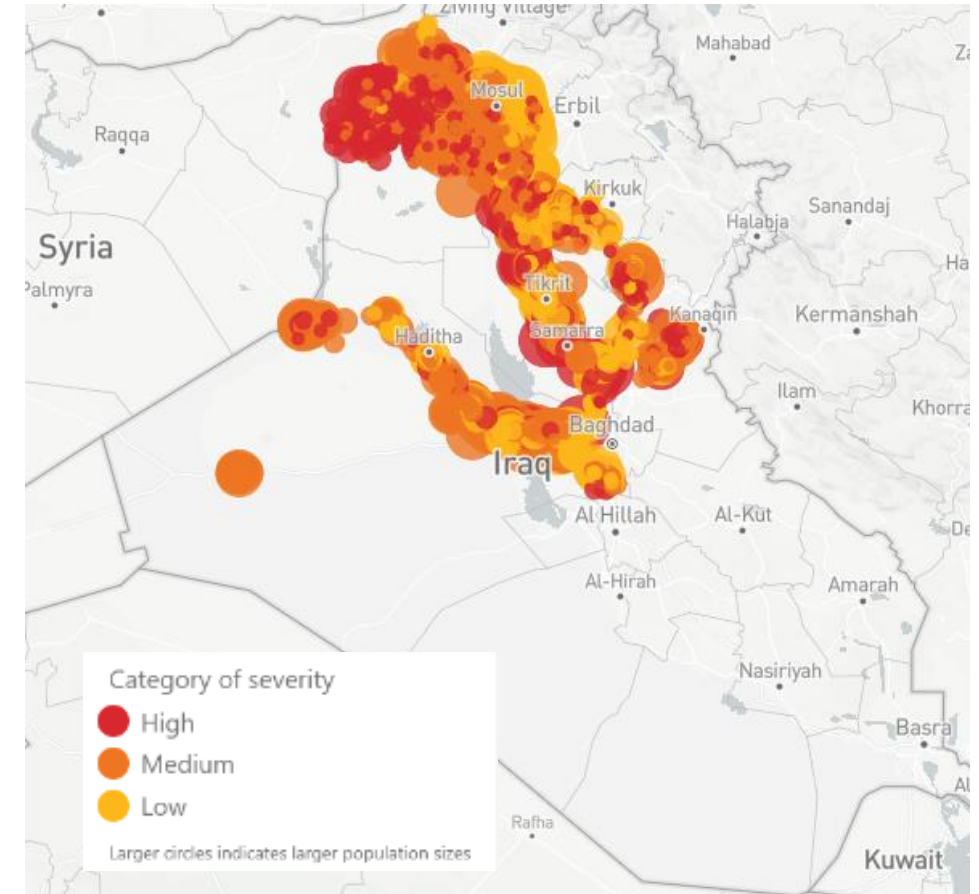 Ziving Village
Mahabad
Mosul
Erbil
Raqqa
Kirkuk
Sanandaj
Halabja
Syria
Palmyra
Tikrit
Kanaqin
Kermanshah
Samarra
Haditha
Ilam
Baghdad
Iraq
Al Hillah
Al-Kut
Al-Hirah
Amarah
Nasiriyah
Basra
Rafha
Kuwait
Category of severity
High
Medium
Low
Larger circles indicates larger population sizes